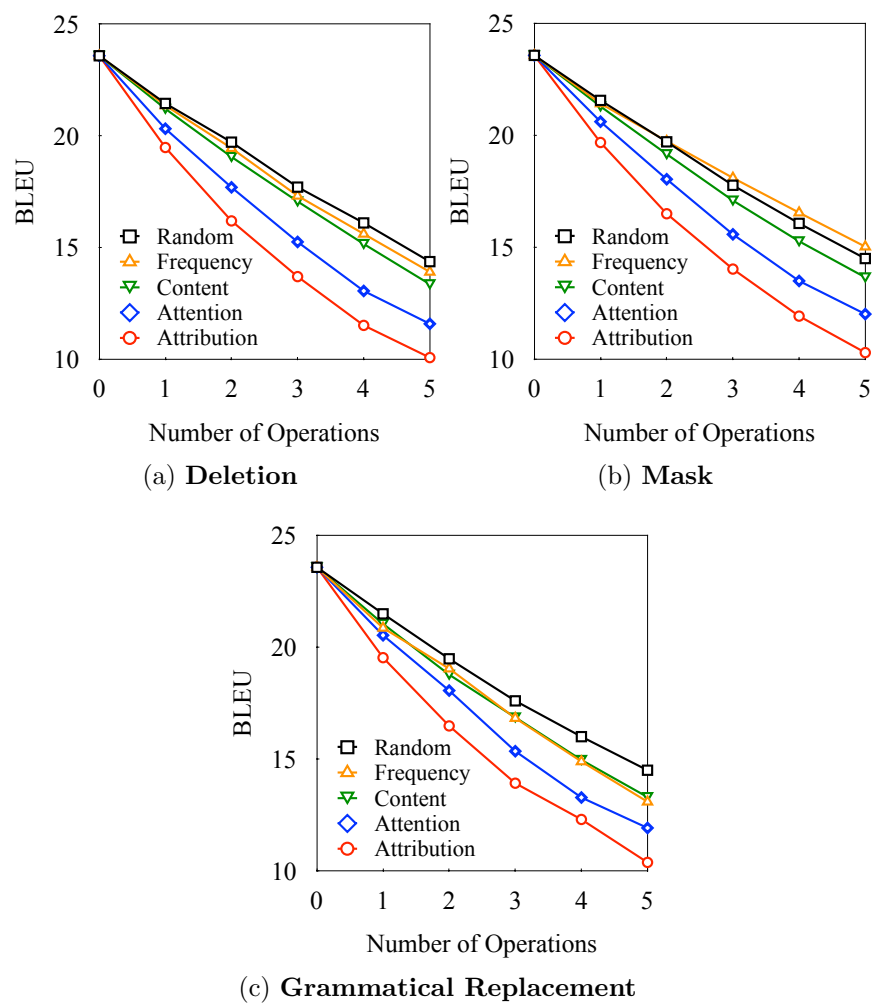 25
20
15
10
BLEU
Random
Frequency
Content
Attention
Attribution
0 1 2 3 4 5
Number of Operations
(a) Deletion
25
20
15
10
BLEU
Random
Frequency
Content
Attention
Attribution
0 1 2 3 4 5
Number of Operations
(b) Mask
25
20
15
10
BLEU
Random
Frequency
Content
Attention
Attribution
0 1 2 3 4 5
Number of Operations
(c) Grammatical Replacement